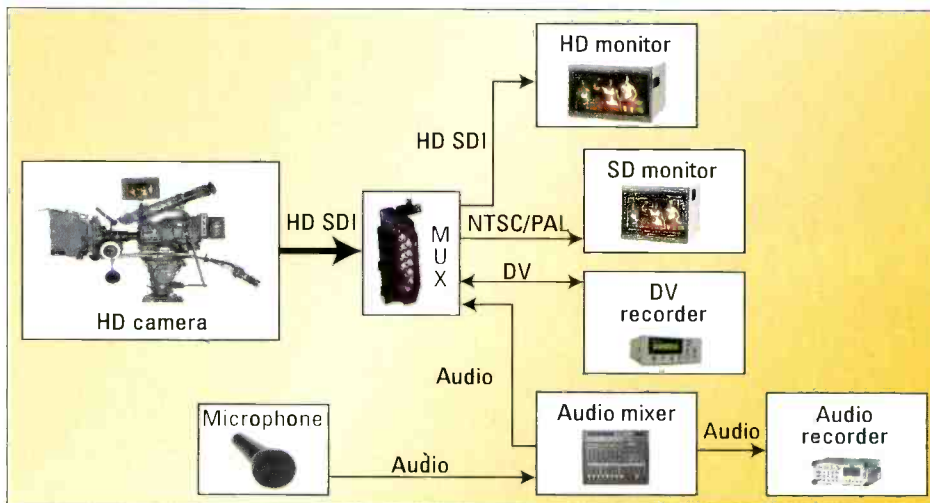 HD monitor
HD SDI
SD monitor
HD SDI
MUX
NTSC/PAL
DV
DV
recorder
HD camera
Audio
Microphone
Audio mixer
Audio
Audio
recorder
Audio